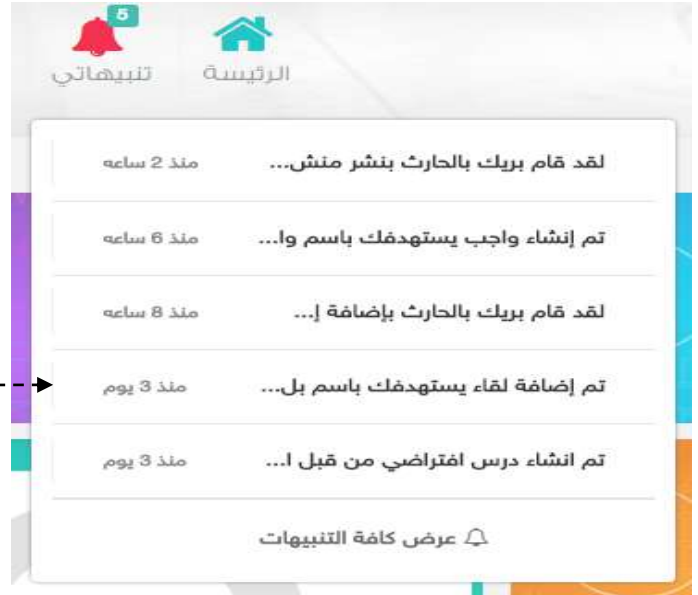 5
الرئيسة تنبيهاتي
لقد قام بريك بالحارث بنشر منش... منذ 2 ساعه
تم إنشاء واجب يستهدفك باسم وا... منذ 6 ساعه
لقد قام بريك بالحارث بإضافة إ... منذ 8 ساعه
تم إضافة لقاء يستهدفك باسم بل... منذ 3 يوم
تم انشاء درس افتراضي من قبل ا... منذ 3 يوم
عرض كافة التنبيهات